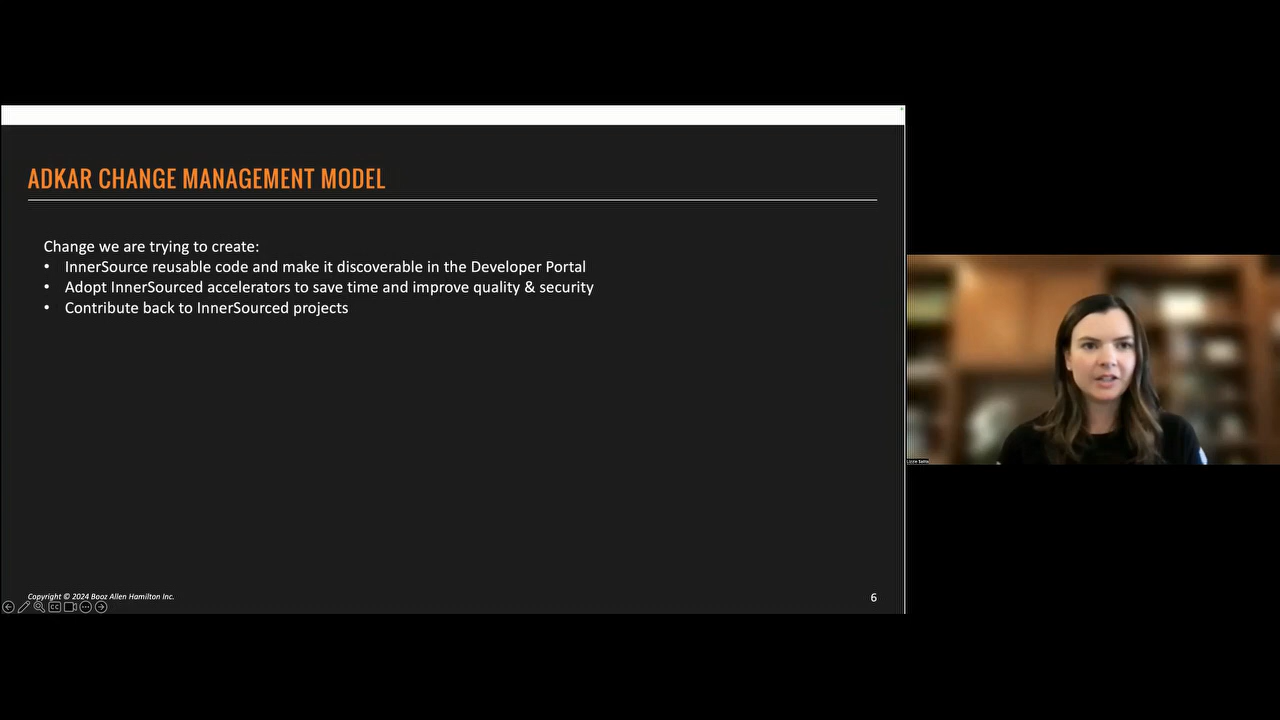 ADKAR CHANGE MANAGEMENT MODEL
Change we are trying to create:
• InnerSource reusable code and make it discoverable in the Developer Portal
• Adopt InnerSourced accelerators to save time and improve quality & security
• Contribute back to InnerSourced projects
Copyright © 2024 Booz Allen Hamilton Inc.
6